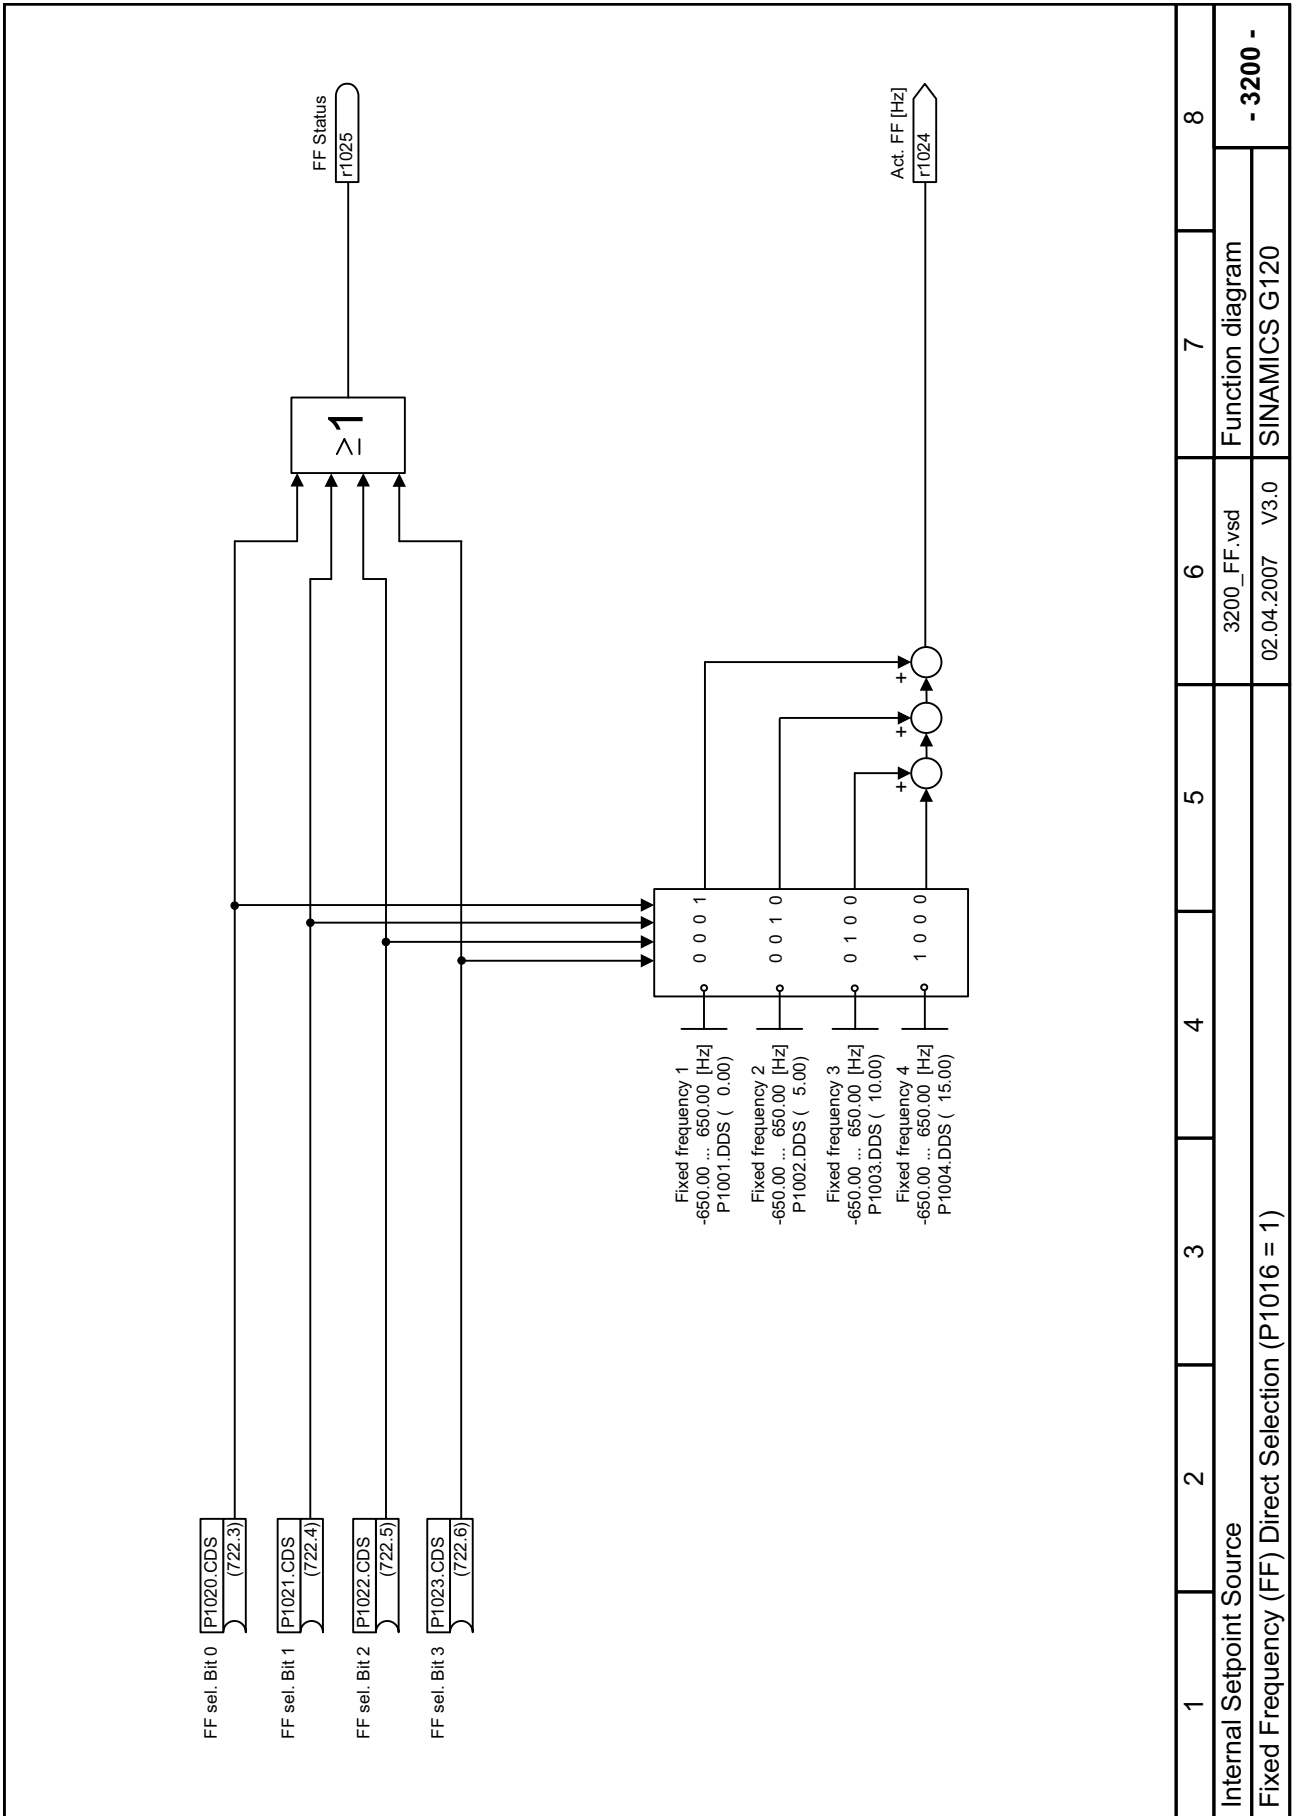 FF sel. Bit 0
P1020.CDS
(722.3)
FF sel. Bit 1
P1021.CDS
(722.4)
FF sel. Bit 2
P1022.CDS
(722.5)
FF sel. Bit 3
P1023.CDS
(722.6)
≥1
FF Status
r1025
Fixed frequency 1
-650.00 ... 650.00 [Hz]
P1001.DDS ( 0.00)
0 0 0 1
Fixed frequency 2
-650.00 ... 650.00 [Hz]
P1002.DDS ( 5.00)
0 0 1 0
Fixed frequency 3
-650.00 ... 650.00 [Hz]
P1003.DDS ( 10.00)
0 1 0 0
Fixed frequency 4
-650.00 ... 650.00 [Hz]
P1004.DDS ( 15.00)
1 0 0 0
+
+
+
Act. FF [Hz]
r1024
1 2 3 4 5 6 7 8
Internal Setpoint Source 3200_FF.vsd Function diagram - 3200 -
Fixed Frequency (FF) Direct Selection (P1016 = 1) 02.04.2007 V3.0 SINAMICS G120